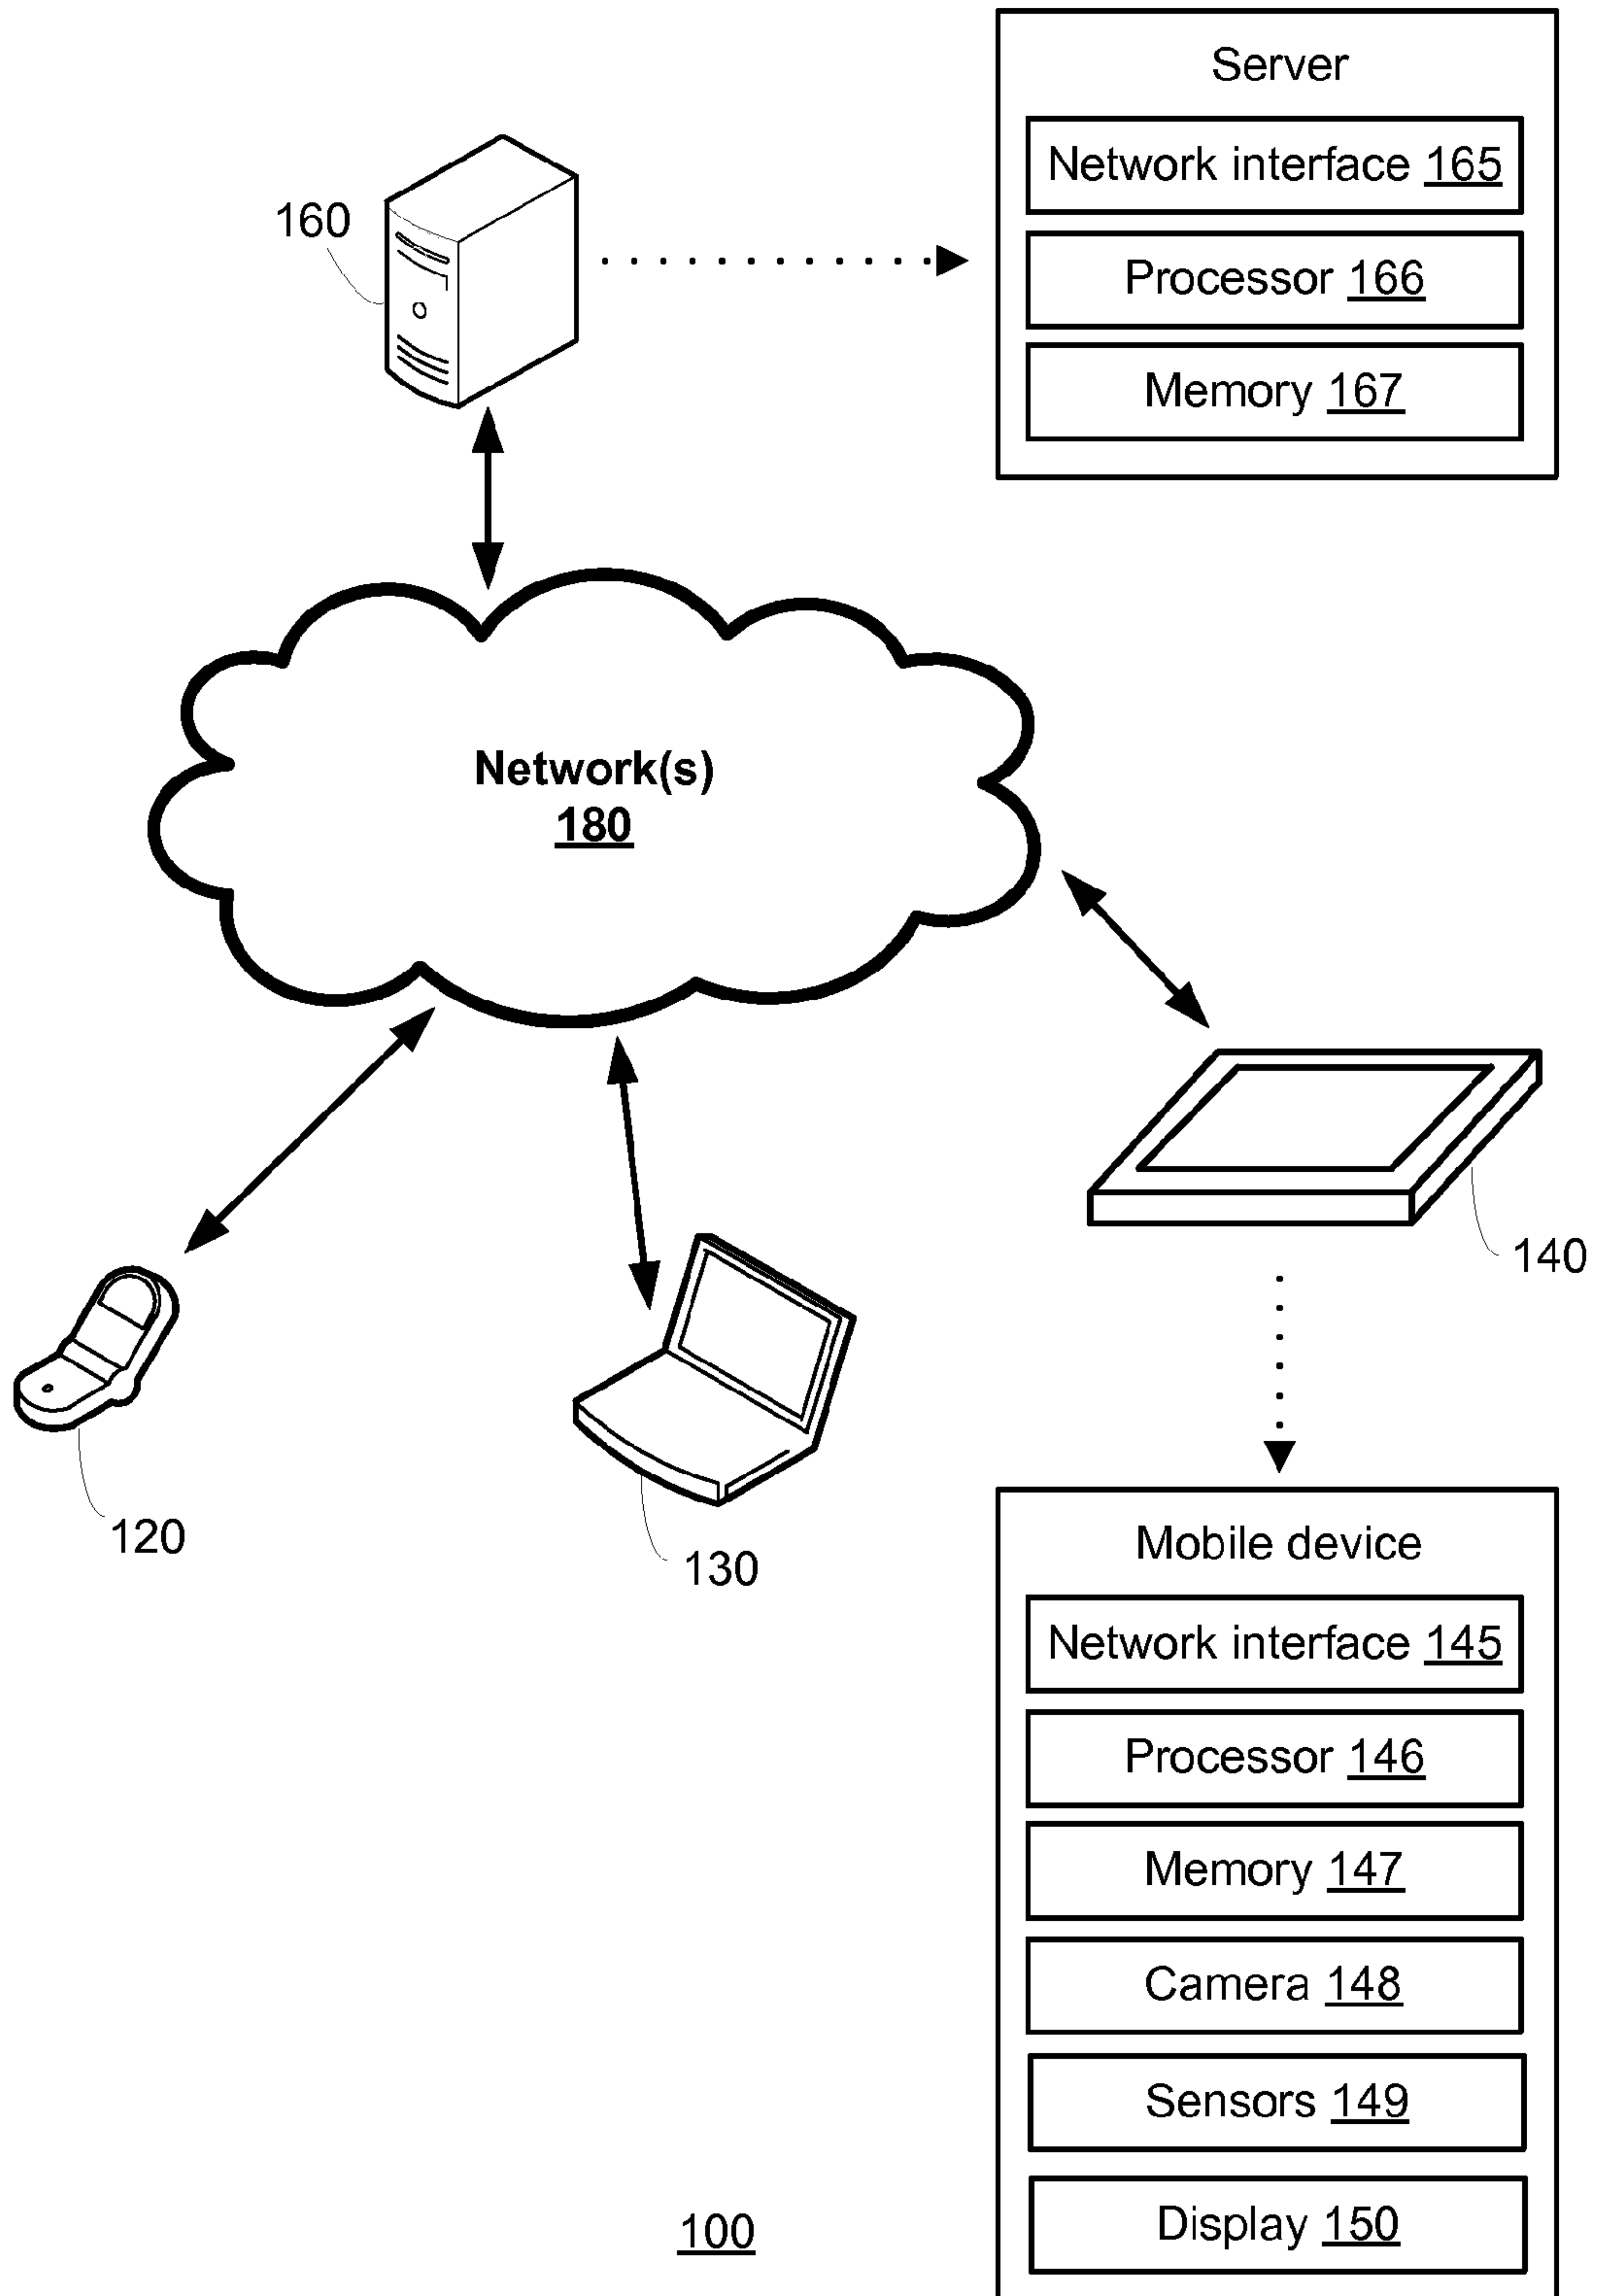 Server
Network interface 165
160
Processor 166
Memory 167
Network(s)
180
140
120
130
Mobile device
Network interface 145
Processor 146
Memory 147
Camera 148
Sensors 149
Display 150
100